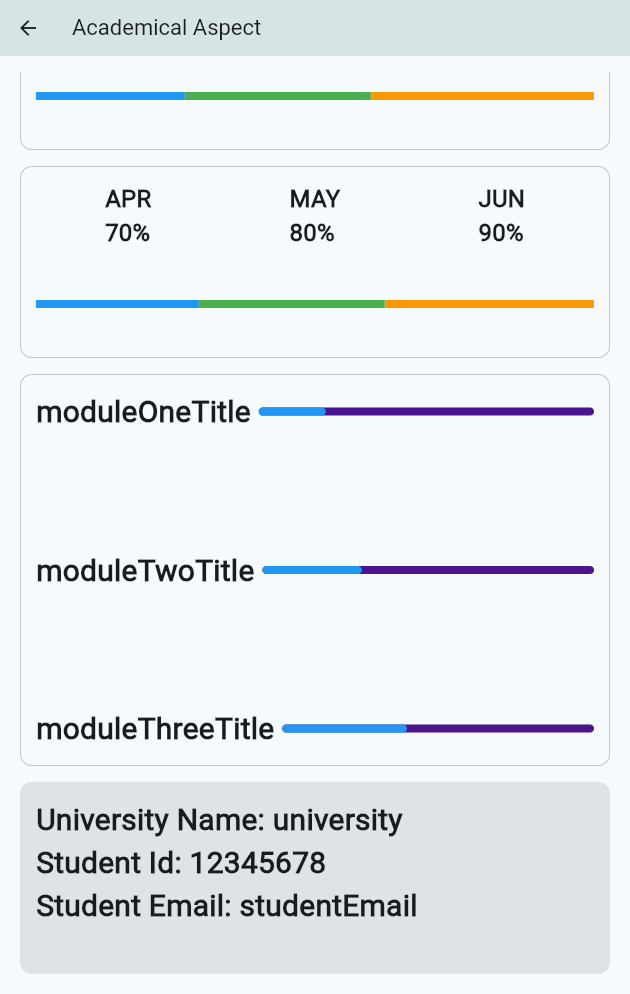 Academical Aspect
APR MAY JUN
70% 80% 90%
moduleOneTitle
moduleTwoTitle
moduleThreeTitle
University Name: university
Student Id: 12345678
Student Email: studentEmail